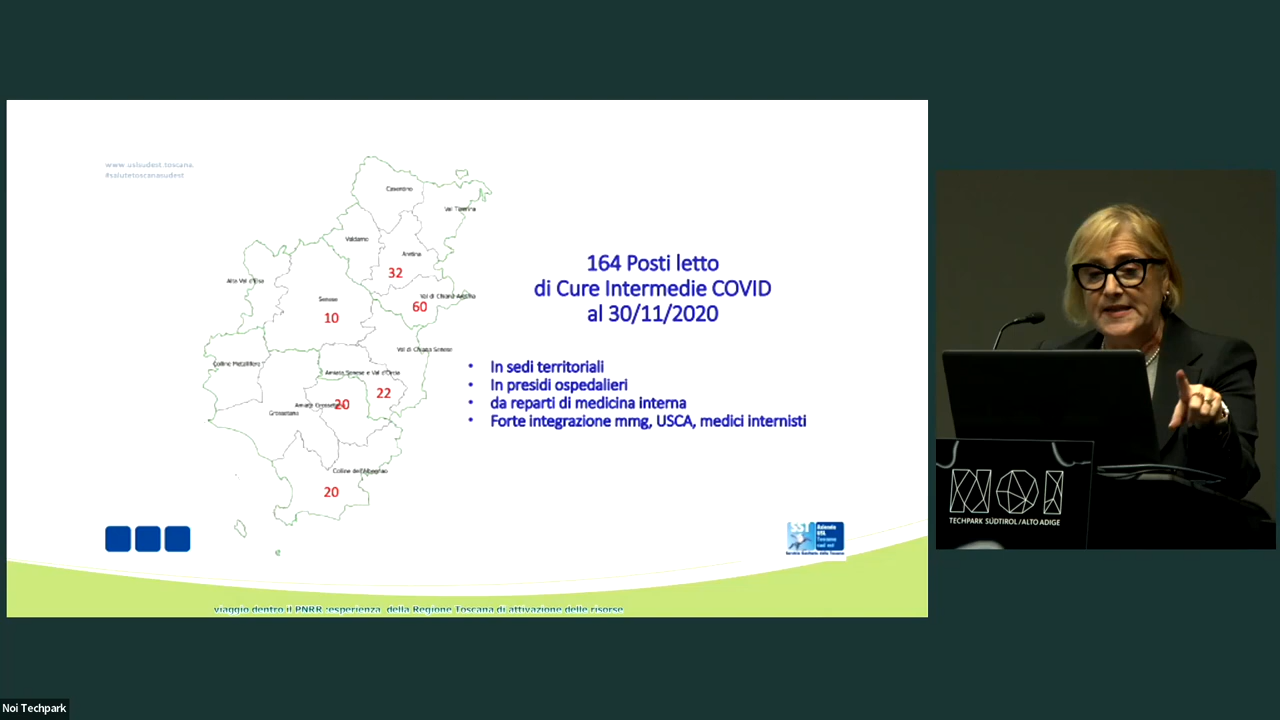 www.uslsudest.toscana.
#salutetoscanasudest
Casentino
Val Tiberina
Valdarno
Aretina
32
Alta Val d'Elsa
Val di Chiana Aretina
60
Senese
10
Val di Chiana Senese
Colline Metallifere
Amiata Senese e Val d'Orcia
22
20
Grossetana
Colline dell'Albegna
20
164 Posti letto
di Cure Intermedie COVID
al 30/11/2020
• In sedi territoriali
• In presidi ospedalieri
• da reparti di medicina interna
• Forte integrazione mmg, USCA, medici internisti
SST
Azienda
USL
Toscana
sud est
Servizio Sanitario della Toscana
viaggio dentro il PNRR :esperienza della Regione Toscana di attivazione delle risorse
NOI
TECHPARK SÜDTIROL / ALTO ADIGE
Noi Techpark